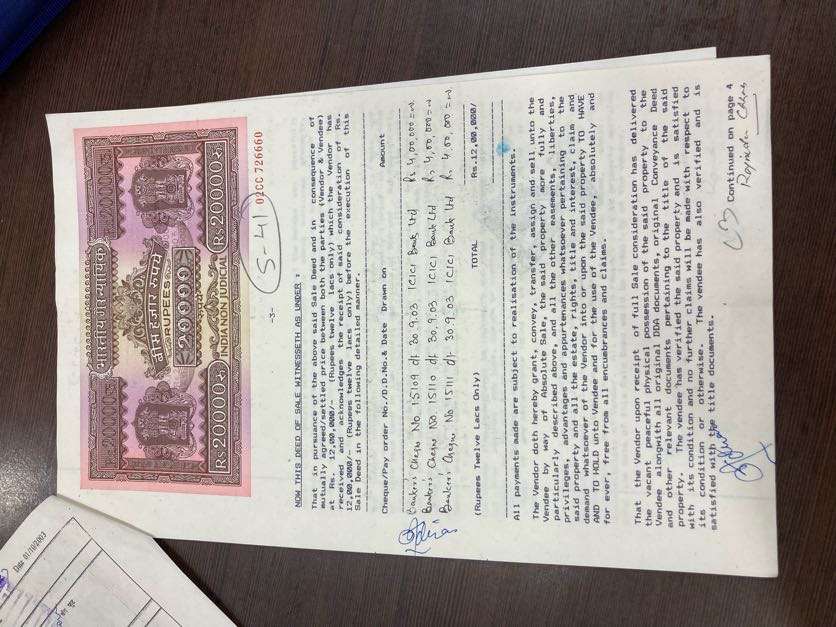 भारतीय गैर न्यायिक
20000रु
20000रु
बीस हज़ार रुपये
RUPEES
20000
रुपये
Rs.20000रु.
INDIA NON JUDICIAL
Rs.20000रु.
01CC 726660
S-41
-3-
NOW THIS DEED OF SALE WITNESSETH AS UNDER :
That in pursuance of the above said Sale Deed and in consequence of
mutually agreed/settled price between both the parties (Vendor & Vendee)
at Rs. 12,00,000/ (Rupees twelve lacs only) which the Vendor has
received and acknowledges the receipt of said consideration of Rs.
12,00,000/ (Rupees twelve lacs only) before the execution of this
Sale Deed in the following detailed manner.
Cheque/Pay order No./D.D.No.& Date Drawn on Amount
Banker's Cheque No. 15109 dt 30.9.03 ICICI Bank Ltd Rs 4,00,000 =00
Banker's Cheque No. 15110 dt 30.9.03 ICICI Bank Ltd Rs 4,00,000 =00
Banker's Cheque No. 15111 dt 30.9.03 ICICI Bank Ltd Rs. 4,00,000 =00
(Rupees Twelve Lacs Only) TOTAL Rs.12,00,000/
All payments made are subject to realisation of the instruments.
The Vendor doth hereby grant, convey, transfer, assign and sell unto the
Vendee by way of Absolute Sale, the said property more fully and
particularly described above, and all the other easements, liberties,
privileges, advantages and appurtenances whatsoever pertaining to the
said property and all the estate, rights, title and interest,claim and
demand whatsoever of the Vendor into or upon the said property TO HAVE
AND TO HOLD unto Vendee and for the use of the Vendee, absolutely and
for ever, free from all encumbrances and claims.
That the Vendor upon receipt of full Sale consideration has delivered
the vacant peaceful physical possession of the said property to the
Vendee alongwith all original DDA documents, original Conveyance Deed
and other relevant documents pertaining to the title of the said
property. The vendee has verified the said property and is satisfied
with its condition and no further claims will be made with respect to
its condition or otherwise. The vendee has also verified and is
satisfied with the title documents.
Continued on page 4
Date 01/10/2003